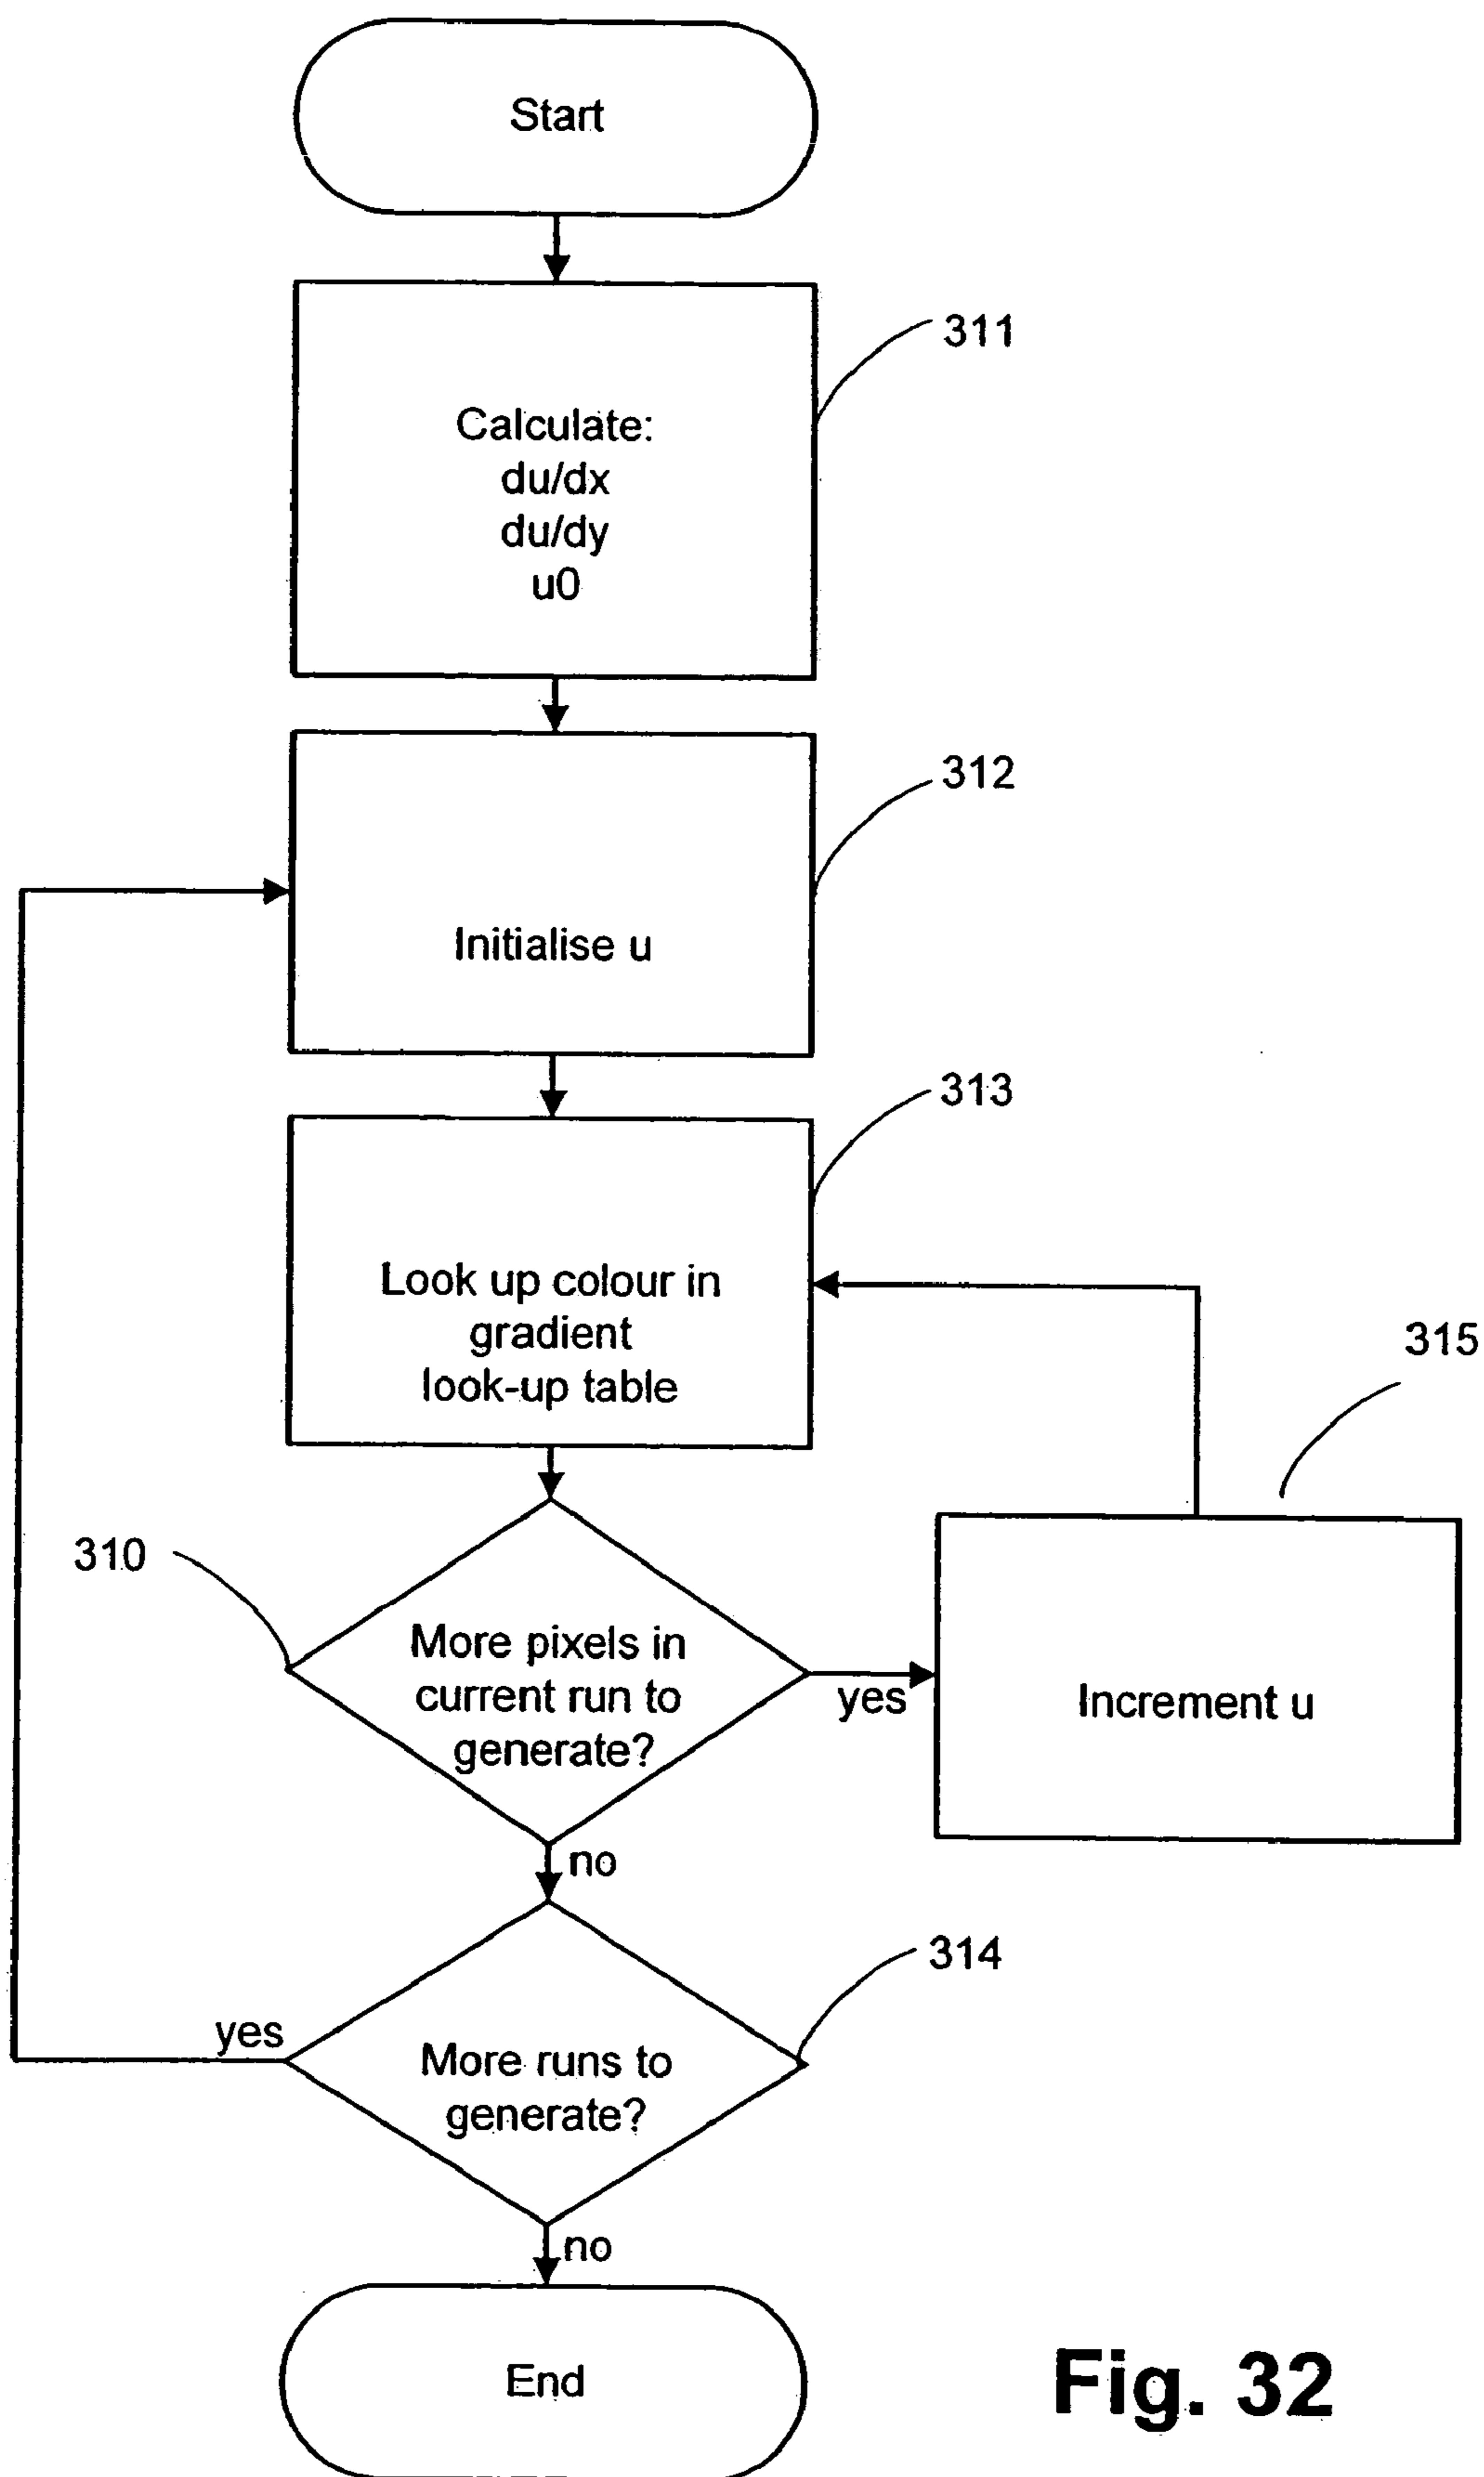 Start
311
Calculate:
du/dx
du/dy
u0
312
Initialise u
313
Look up colour in
gradient
look-up table
315
310
More pixels in
current run to
generate?
yes
Increment u
no
314
yes
More runs to
generate?
no
End
Fig. 32